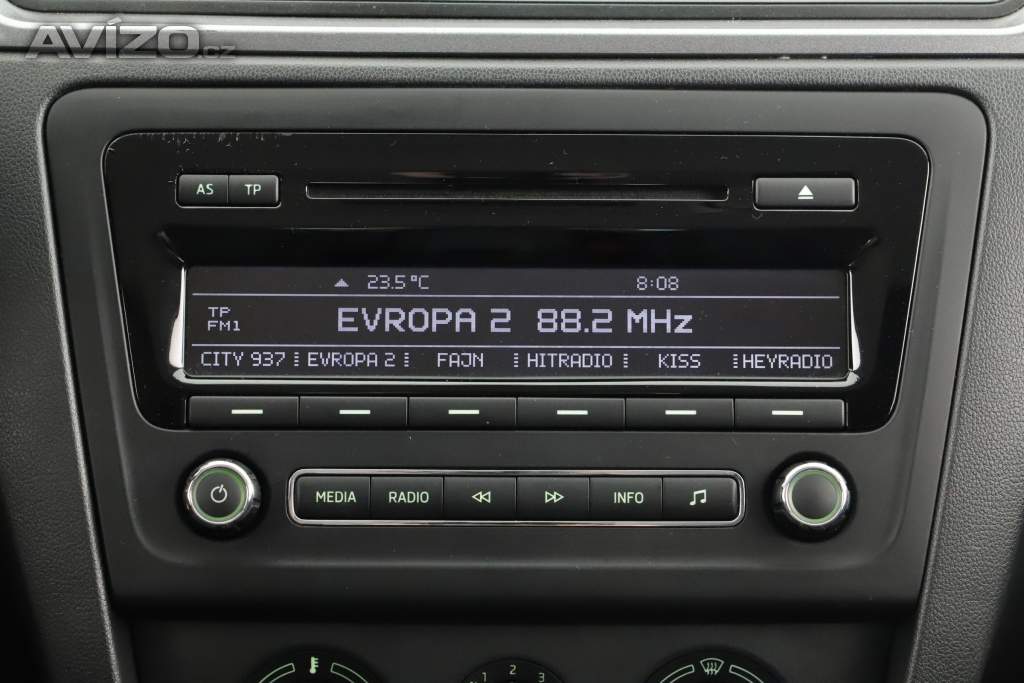 AVÍZO.cz
AS TP
23.5°C 8:08
TP
FM1
EVROPA 2 88.2 MHz
CITY 937 EVROPA 2 FAJN HITRADIO KISS HEYRADIO
MEDIA RADIO INFO
1 2 3